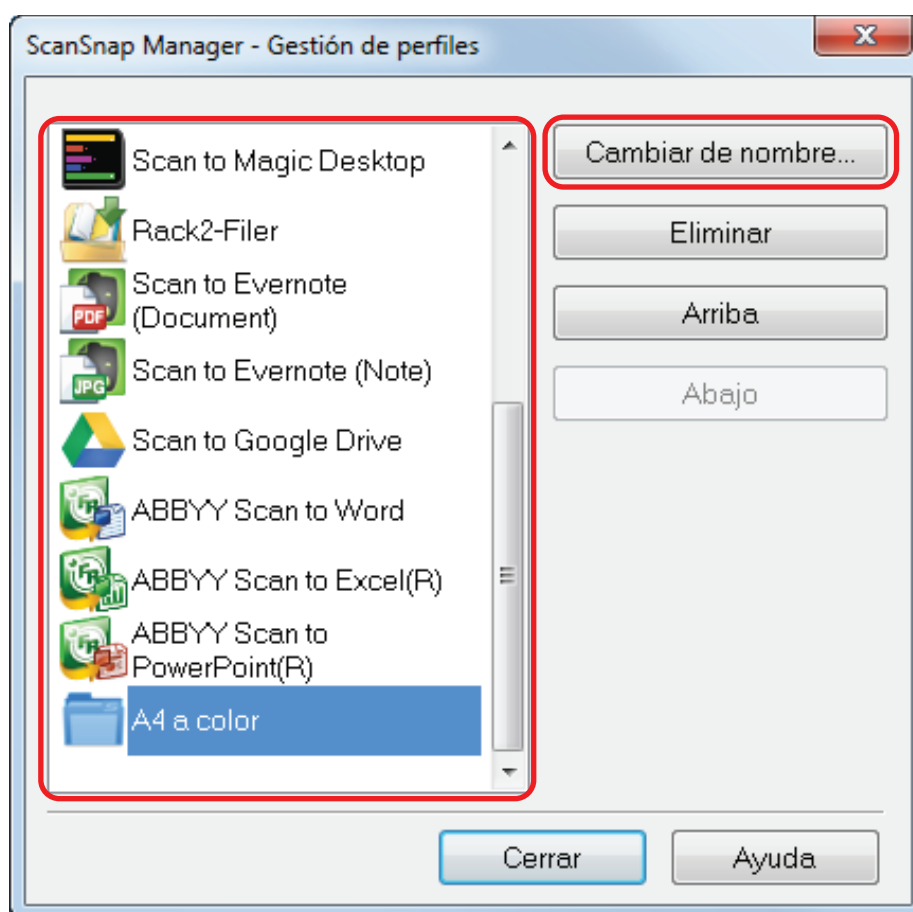 ScanSnap Manager - Gestión de perfiles
Scan to Magic Desktop
Rack2-Filer
Scan to Evernote
(Document)
PDF
Scan to Evernote (Note)
JPG
Scan to Google Drive
ABBYY Scan to Word
ABBYY Scan to Excel(R)
ABBYY Scan to
PowerPoint(R)
A4 a color
Cambiar de nombre...
Eliminar
Arriba
Abajo
Cerrar
Ayuda